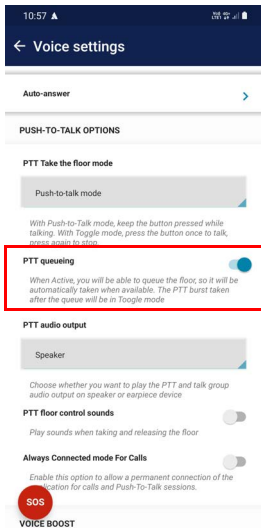 10:57
Voice settings
Auto-answer
PUSH-TO-TALK OPTIONS
PTT Take the floor mode
Push-to-talk mode
With Push-to-Talk mode, keep the button pressed while
talking. With Toggle mode, press the button once to talk,
press again to stop.
PTT queueing
When Active, you will be able to queue the floor, so it will be
automatically taken when available. The PTT burst taken
after the queue will be in Toogle mode
PTT audio output
Speaker
Choose whether you want to play the PTT and talk group
audio output on speaker or earpiece device
PTT floor control sounds
Play sounds when taking and releasing the floor
Always Connected mode For Calls
Enable this option to allow a permanent connection of the
for calls and Push-To-Talk sessions.
SOS
VOICE BOOST